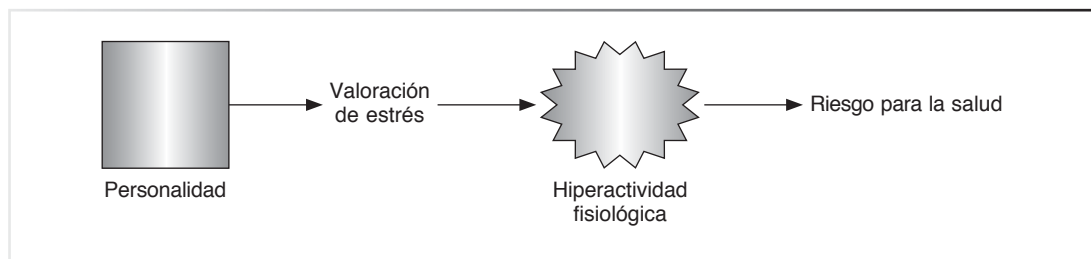 Valoración
de estrés
Riesgo para la salud
Personalidad
Hiperactividad
fisiológica